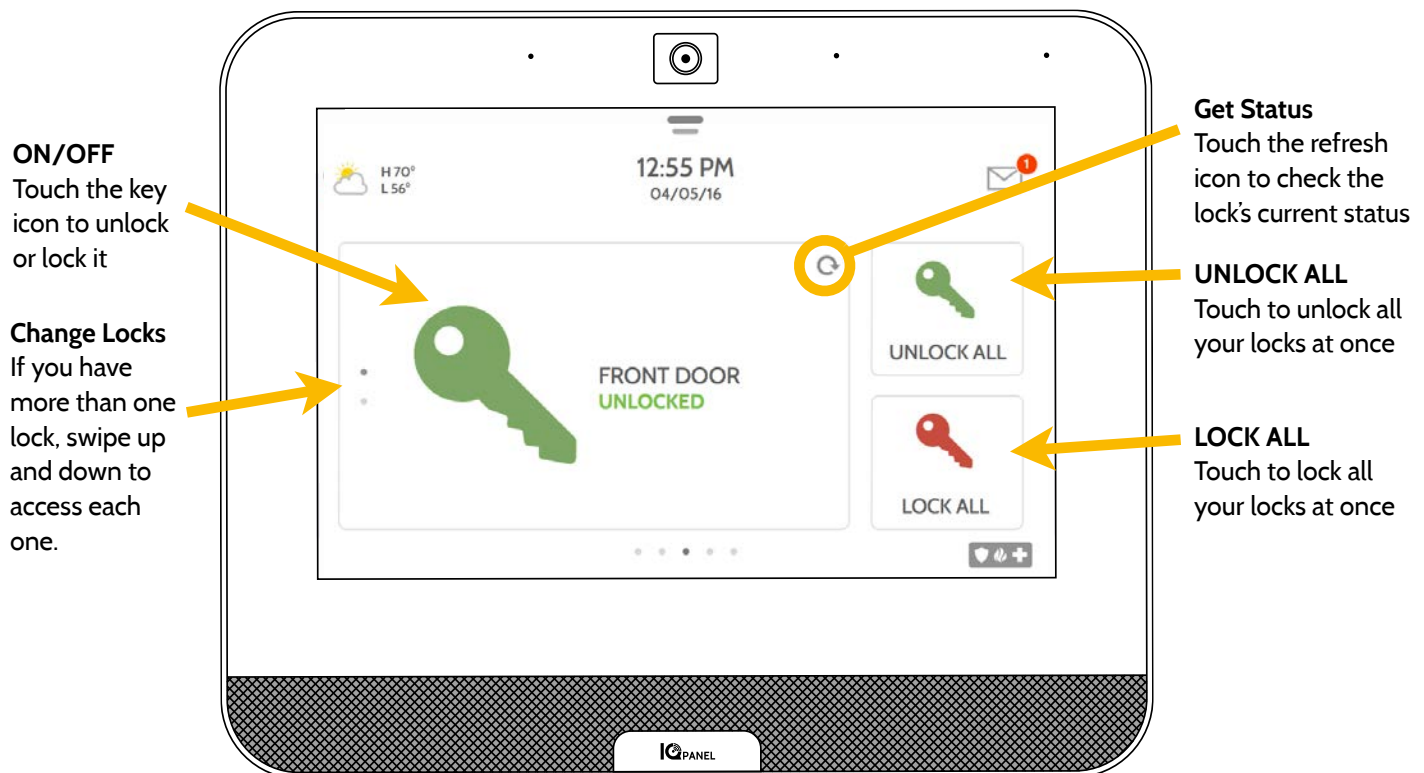 ON/OFF
Touch the key
icon to unlock
or lock it
Change Locks
If you have
more than one
lock, swipe up
and down to
access each
one.
H 70°
L 56°
12:55 PM
04/05/16
1
FRONT DOOR
UNLOCKED
UNLOCK ALL
LOCK ALL
IQ PANEL
Get Status
Touch the refresh
icon to check the
lock's current status
UNLOCK ALL
Touch to unlock all
your locks at once
LOCK ALL
Touch to lock all
your locks at once